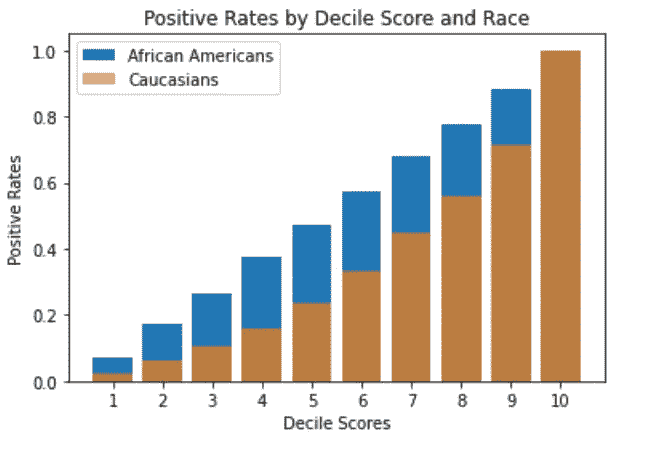 Positive Rates by Decile Score and Race
African Americans
Caucasians
1.0
0.8
0.6
0.4
0.2
0.0
Positive Rates
1 2 3 4 5 6 7 8 9 10
Decile Scores